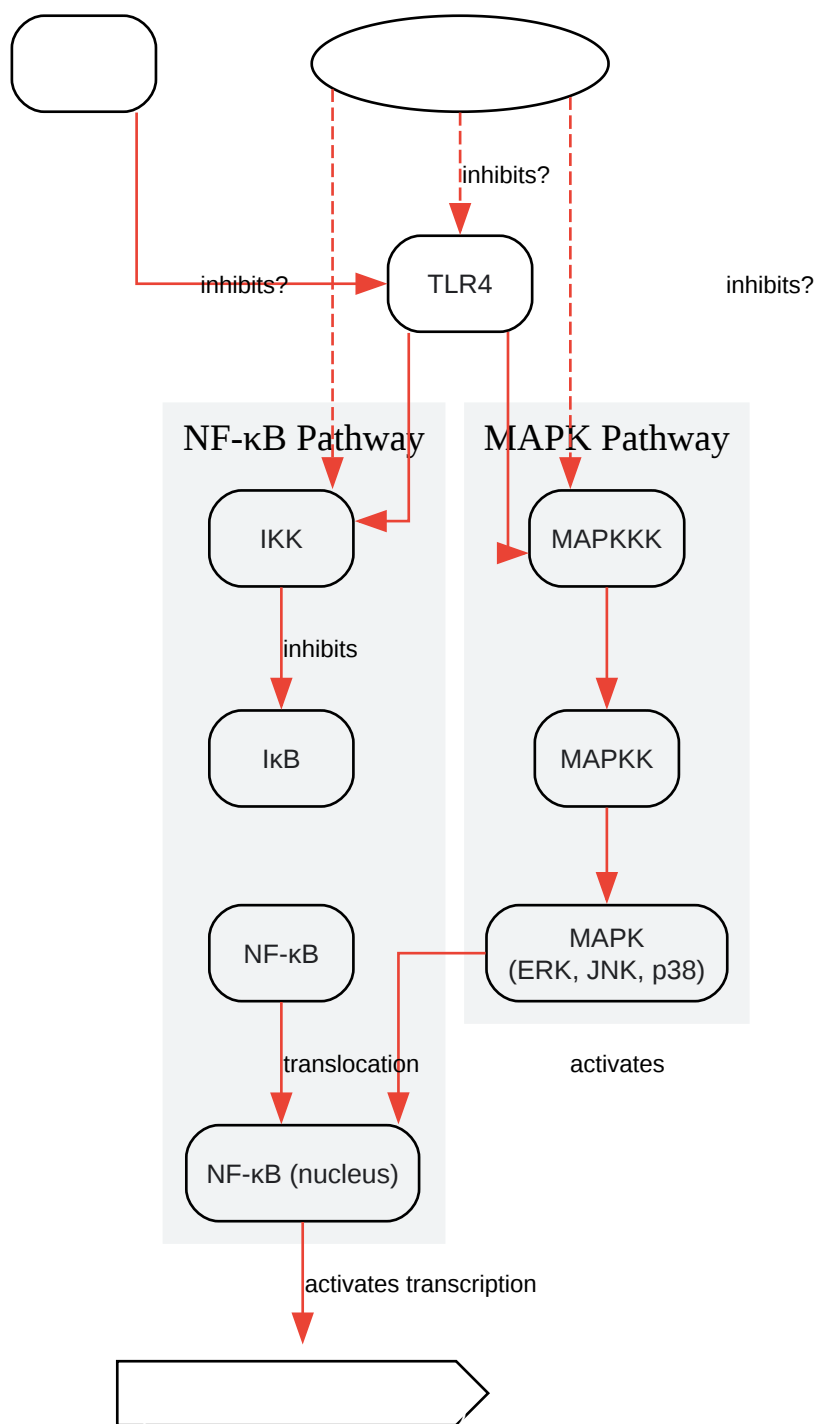 inhibits?
TLR4
inhibits?
inhibits?
NF-κB Pathway
MAPK Pathway
IKK
MAPKKK
inhibits
IκB
MAPKK
NF-κB
MAPK
(ERK, JNK, p38)
translocation
activates
NF-κB (nucleus)
activates transcription